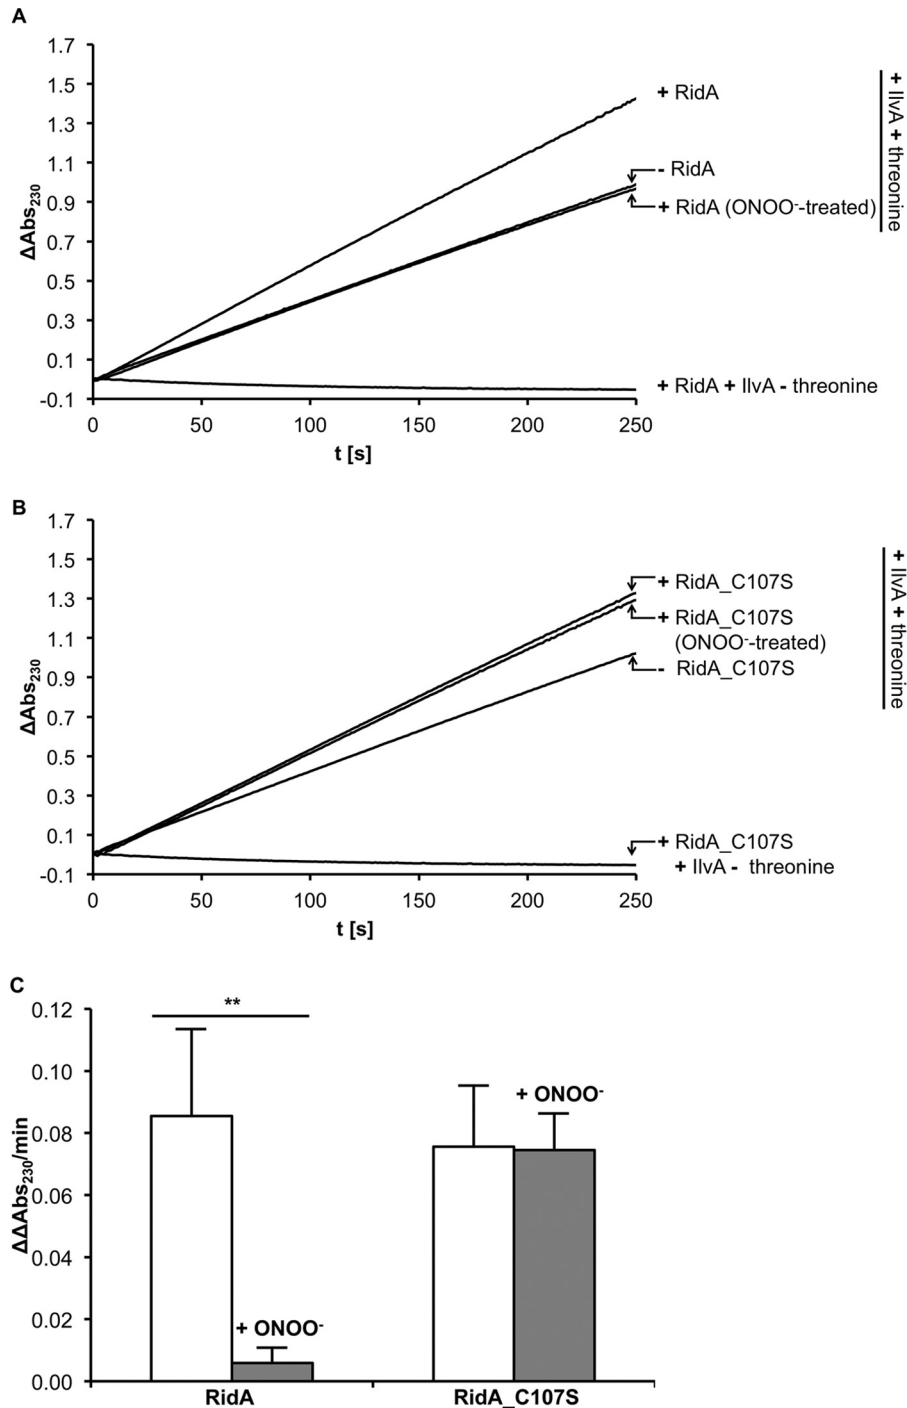 A
1.7
1.5
1.3
1.1
0.9
0.7
0.5
0.3
0.1
-0.1
ΔAbs230
0
50
100
150
200
250
t [s]
+ RidA
- RidA
+ RidA (ONOO--treated)
+ RidA + IlvA - threonine
+ IlvA + threonine
B
1.7
1.5
1.3
1.1
0.9
0.7
0.5
0.3
0.1
-0.1
ΔAbs230
0
50
100
150
200
250
t [s]
+ RidA_C107S
+ RidA_C107S
(ONOO--treated)
- RidA_C107S
+ RidA_C107S
+ IlvA - threonine
+ IlvA + threonine
C
0.12
0.10
0.08
0.06
0.04
0.02
0.00
ΔΔAbs230/min
**
+ ONOO-
+ ONOO-
RidA
RidA_C107S